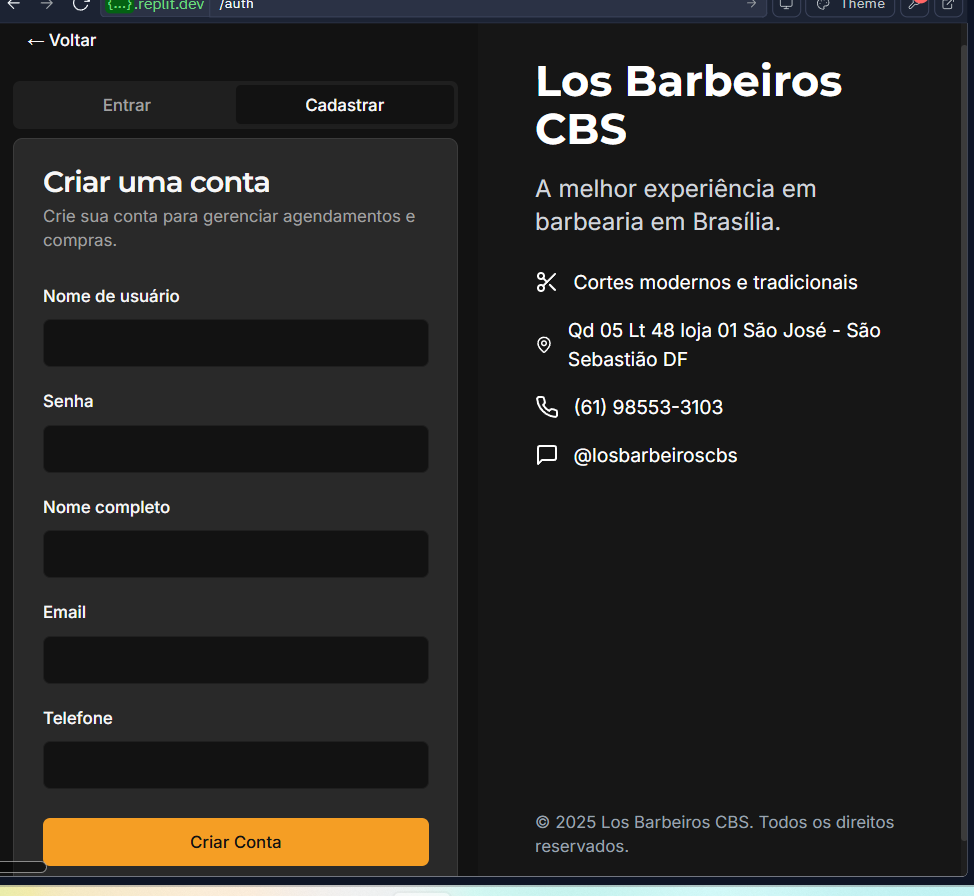 {...}.replit.dev /auth
Theme
← Voltar
Entrar
Cadastrar
Criar uma conta
Crie sua conta para gerenciar agendamentos e
compras.
Nome de usuário
Senha
Nome completo
Email
Telefone
Criar Conta
Los Barbeiros
CBS
A melhor experiência em
barbearia em Brasília.
Cortes modernos e tradicionais
Qd 05 Lt 48 loja 01 São José - São
Sebastião DF
(61) 98553-3103
@losbarbeiroscbs
© 2025 Los Barbeiros CBS. Todos os direitos
reservados.